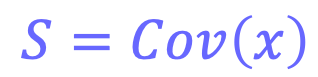 S = Cov(x)